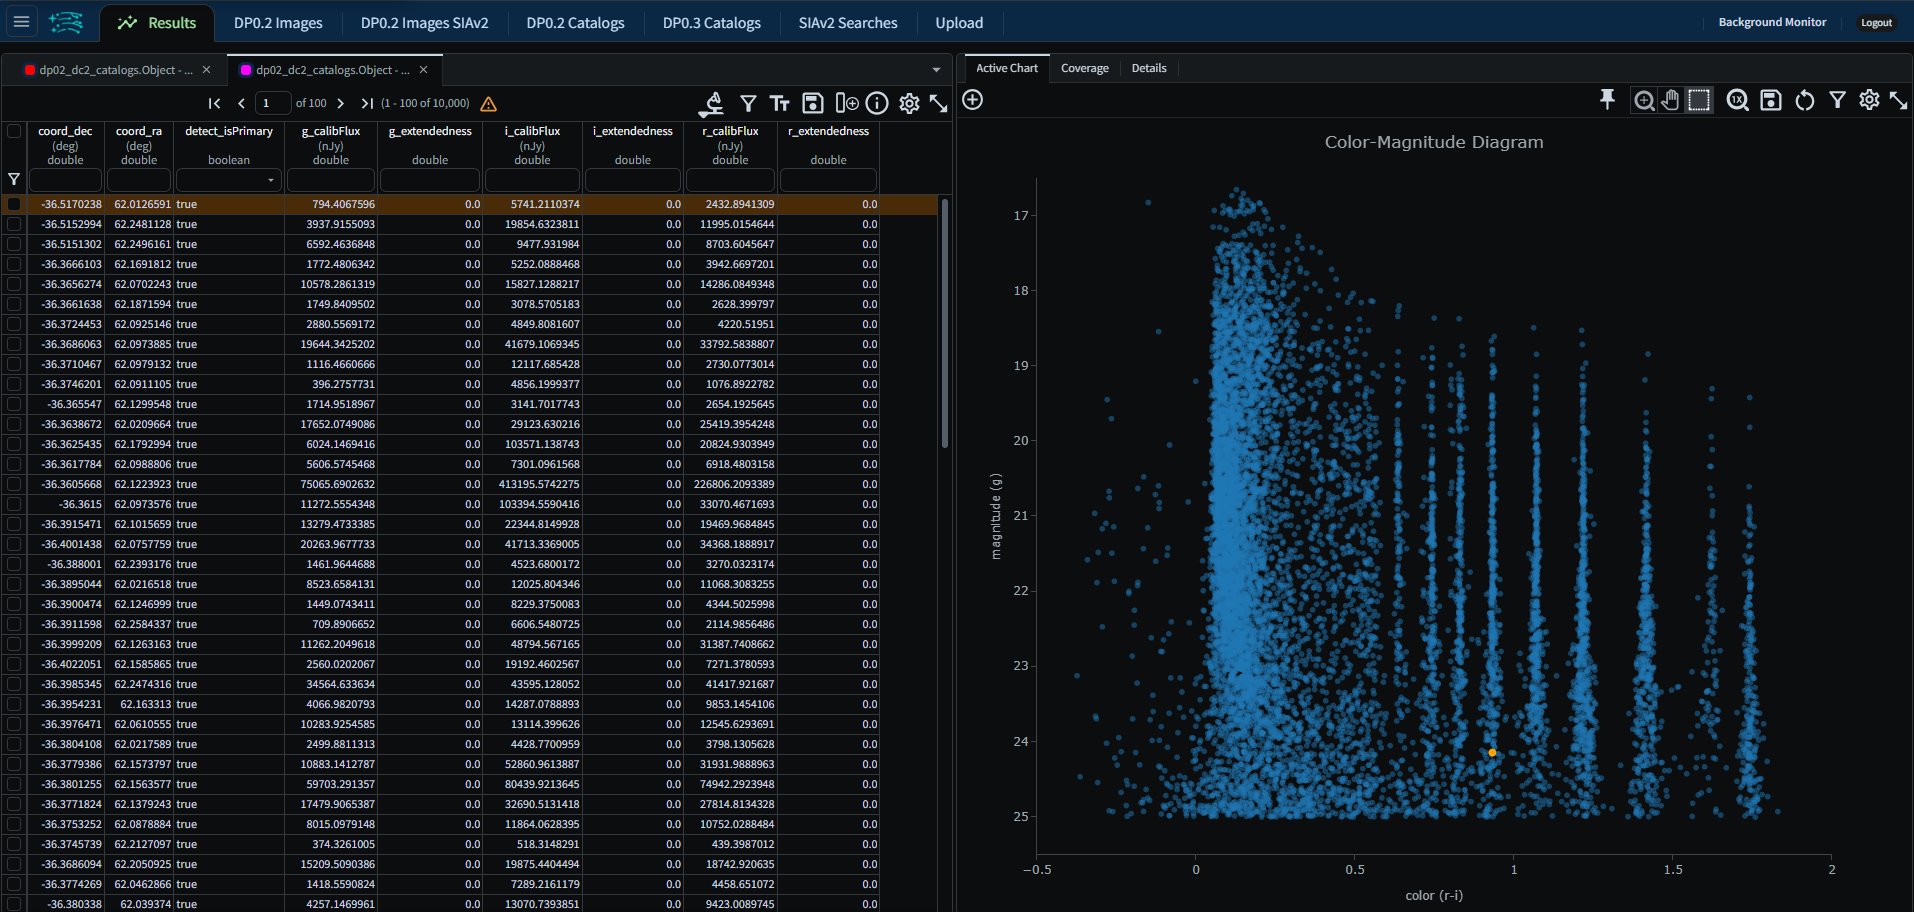 Results DP0.2 Images DP0.2 Images SIAv2 DP0.2 Catalogs DP0.3 Catalogs SIAv2 Searches Upload Background Monitor Logout
dp02_dc2_catalogs.Object - ... dp02_dc2_catalogs.Object - ...
1 of 100 (1 - 100 of 10,000)
coord_dec coord_ra detect_isPrimary g_calibFlux g_extendedness i_calibFlux i_extendedness r_calibFlux r_extendedness
(deg) (deg) (nJy) (nJy) (nJy)
double double boolean double double double double double double
-36.5170238 62.0126591 true 794.4067596 0.0 5741.2110374 0.0 2432.8941309 0.0
-36.5152994 62.2481128 true 3937.9155093 0.0 19854.6323811 0.0 11995.0154644 0.0
-36.5151302 62.2496161 true 6592.4636848 0.0 9477.931984 0.0 8703.6045647 0.0
-36.3666103 62.1691812 true 1772.4806342 0.0 5252.0888468 0.0 3942.6697201 0.0
-36.3656274 62.0702243 true 10578.2861319 0.0 15827.1288217 0.0 14286.0849348 0.0
-36.3661638 62.1871594 true 1749.8409502 0.0 3078.5705183 0.0 2628.399797 0.0
-36.3724453 62.0925146 true 2880.5569172 0.0 4849.8081607 0.0 4220.51951 0.0
-36.3686063 62.0973885 true 19644.3425202 0.0 41679.1069345 0.0 33792.5838807 0.0
-36.3710467 62.0979132 true 1116.4660666 0.0 12117.685428 0.0 2730.0773014 0.0
-36.3746201 62.0911105 true 396.2757731 0.0 4856.1999377 0.0 1076.8922782 0.0
-36.365547 62.1299548 true 1714.9518967 0.0 3141.7017743 0.0 2654.1925645 0.0
-36.3638672 62.0209664 true 17652.0749086 0.0 29123.630216 0.0 25419.3954248 0.0
-36.3625435 62.1792994 true 6024.1469416 0.0 103571.138743 0.0 20824.9303949 0.0
-36.3617784 62.0988806 true 5606.5745468 0.0 7301.0961568 0.0 6918.4803158 0.0
-36.3605668 62.1223923 true 75065.6902632 0.0 413195.5742275 0.0 226806.2093389 0.0
-36.3615 62.0973576 true 11272.5554348 0.0 103394.5590416 0.0 33070.4671693 0.0
-36.3915471 62.1015659 true 13279.4733385 0.0 22344.8149928 0.0 19469.9684845 0.0
-36.4001438 62.0757759 true 20263.9677733 0.0 41713.3369005 0.0 34368.1888917 0.0
-36.388001 62.2393176 true 1461.9644688 0.0 4523.6800172 0.0 3270.0323174 0.0
-36.3895044 62.0216518 true 8523.6584131 0.0 12025.804346 0.0 11068.3083255 0.0
-36.3900474 62.1246999 true 1449.0743411 0.0 8229.3750083 0.0 4344.5025998 0.0
-36.3911598 62.2584337 true 709.8906652 0.0 6606.5480725 0.0 2114.9856486 0.0
-36.3999209 62.1263163 true 11262.2049618 0.0 48794.567165 0.0 31387.7408662 0.0
-36.4022051 62.1585865 true 2560.0202067 0.0 19192.4602567 0.0 7271.3780593 0.0
-36.3985345 62.2474316 true 34564.633634 0.0 43595.128052 0.0 41417.921687 0.0
-36.3954231 62.163313 true 4066.9820793 0.0 14287.0788893 0.0 9853.1454106 0.0
-36.3976471 62.0610555 true 10283.9254585 0.0 13114.399626 0.0 12545.6293691 0.0
-36.3804108 62.0217589 true 2499.8811313 0.0 4428.7700959 0.0 3798.1305628 0.0
-36.3779386 62.1573797 true 10883.1412787 0.0 52860.9613887 0.0 31931.9888963 0.0
-36.3801255 62.1563577 true 59703.291357 0.0 80439.9213645 0.0 74942.2923948 0.0
-36.3771824 62.1379243 true 17479.9065387 0.0 32690.5131418 0.0 27814.8134328 0.0
-36.3753252 62.0878884 true 8015.0979148 0.0 11864.0628395 0.0 10752.0288484 0.0
-36.3745739 62.2127097 true 374.3261005 0.0 518.3148291 0.0 439.3987012 0.0
-36.3686094 62.2050925 true 15209.5090386 0.0 19875.4404494 0.0 18742.920635 0.0
-36.3774269 62.0462866 true 1418.5590824 0.0 7289.2161179 0.0 4458.651072 0.0
-36.380338 62.039374 true 4257.1469961 0.0 13070.7393851 0.0 9423.0089745 0.0
Active Chart Coverage Details
1X
Color-Magnitude Diagram
magnitude (g)
17
18
19
20
21
22
23
24
25
−0.5 0 0.5 1 1.5 2
color (r-i)